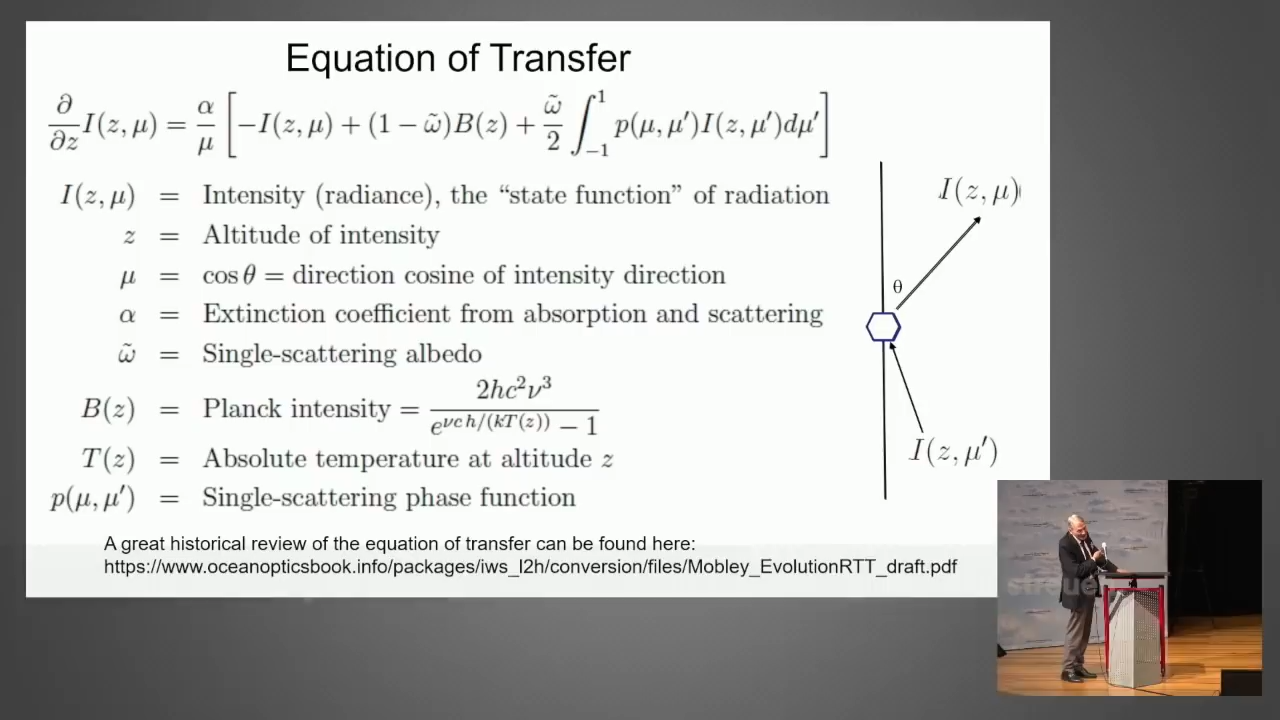 Equation of Transfer
∂/∂z I(z, μ) = α/μ [ −I(z, μ) + (1 − ω̃)B(z) + ω̃/2 ∫₋₁¹ p(μ, μ′)I(z, μ′)dμ′ ]
I(z, μ) = Intensity (radiance), the “state function” of radiation
z = Altitude of intensity
μ = cos θ = direction cosine of intensity direction
α = Extinction coefficient from absorption and scattering
ω̃ = Single-scattering albedo
B(z) = Planck intensity = 2hc²ν³ / (e^{νch/(kT(z))} − 1)
T(z) = Absolute temperature at altitude z
p(μ, μ′) = Single-scattering phase function
I(z, μ)
θ
I(z, μ′)
A great historical review of the equation of transfer can be found here:
https://www.oceanopticsbook.info/packages/iws_l2h/conversion/files/Mobley_EvolutionRTT_draft.pdf